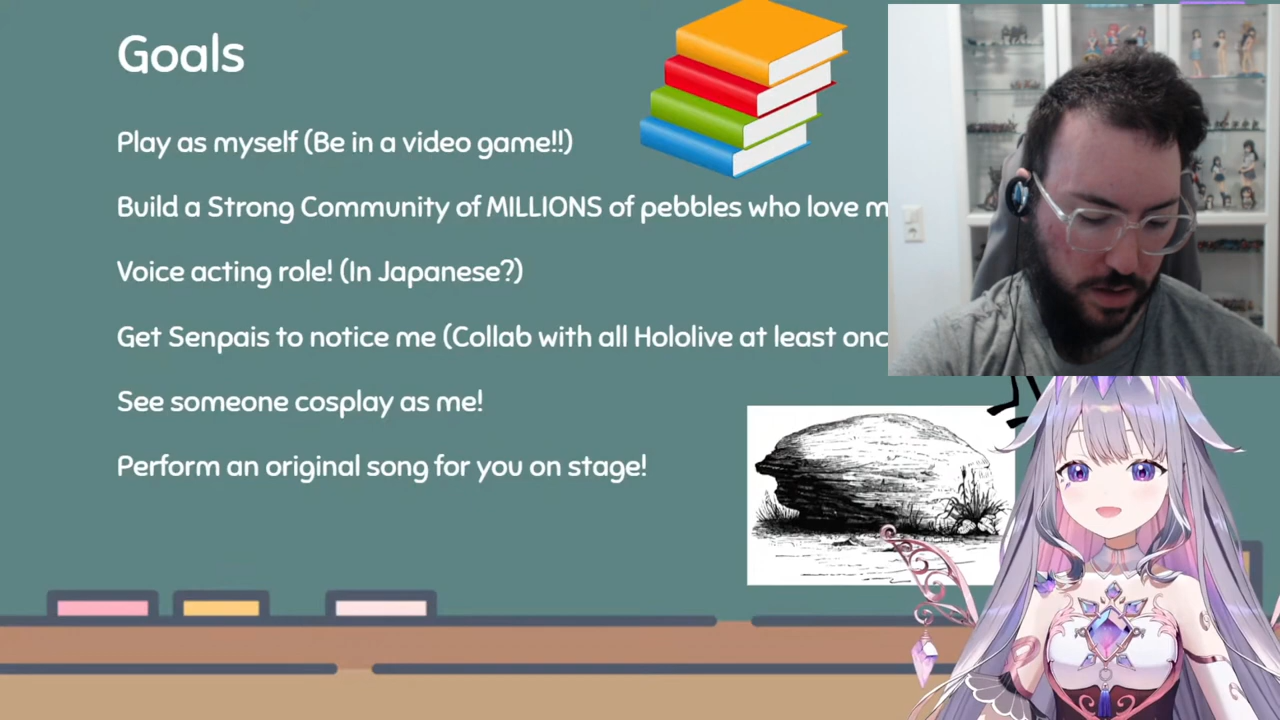 Goals
Play as myself (Be in a video game!!)
Build a Strong Community of MILLIONS of pebbles who love
Voice acting role! (In Japanese?)
Get Senpais to notice me (Collab with all Hololive at least
See someone cosplay as me!
Perform an original song for you on stage!